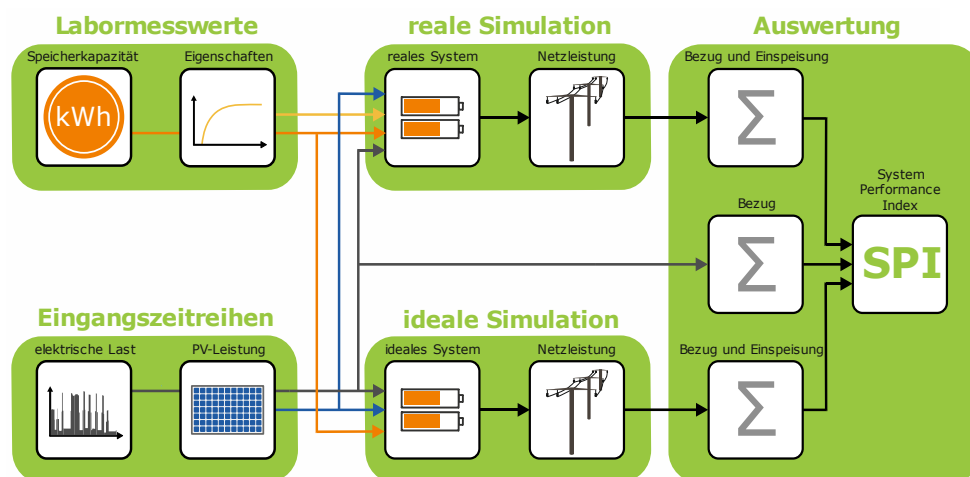 Labormesswerte
Speicherkapazität
Eigenschaften
kWh
reale Simulation
reales System
Netzleistung
Auswertung
Bezug und Einspeisung
Σ
Bezug
Σ
System
Performance
Index
SPI
Eingangszeitreihen
elektrische Last
PV-Leistung
ideale Simulation
ideales System
Netzleistung
Bezug und Einspeisung
Σ